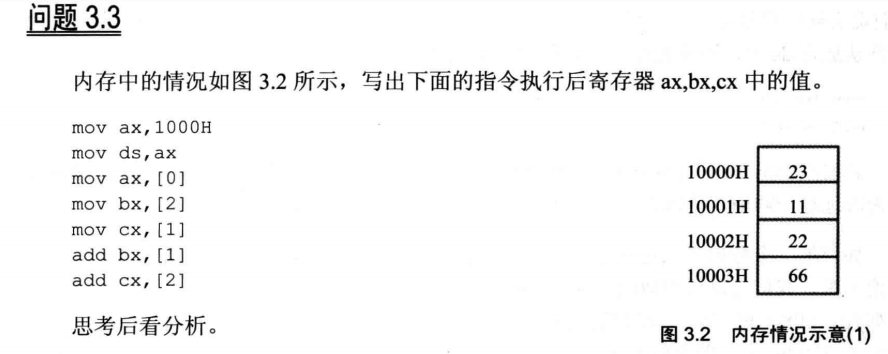 问题 3.3
内存中的情况如图 3.2 所示，写出下面的指令执行后寄存器 ax,bx,cx 中的值。
mov ax,1000H
mov ds,ax
mov ax,[0]
mov bx,[2]
mov cx,[1]
add bx,[1]
add cx,[2]
思考后看分析。
10000H 23
10001H 11
10002H 22
10003H 66
图 3.2 内存情况示意(1)